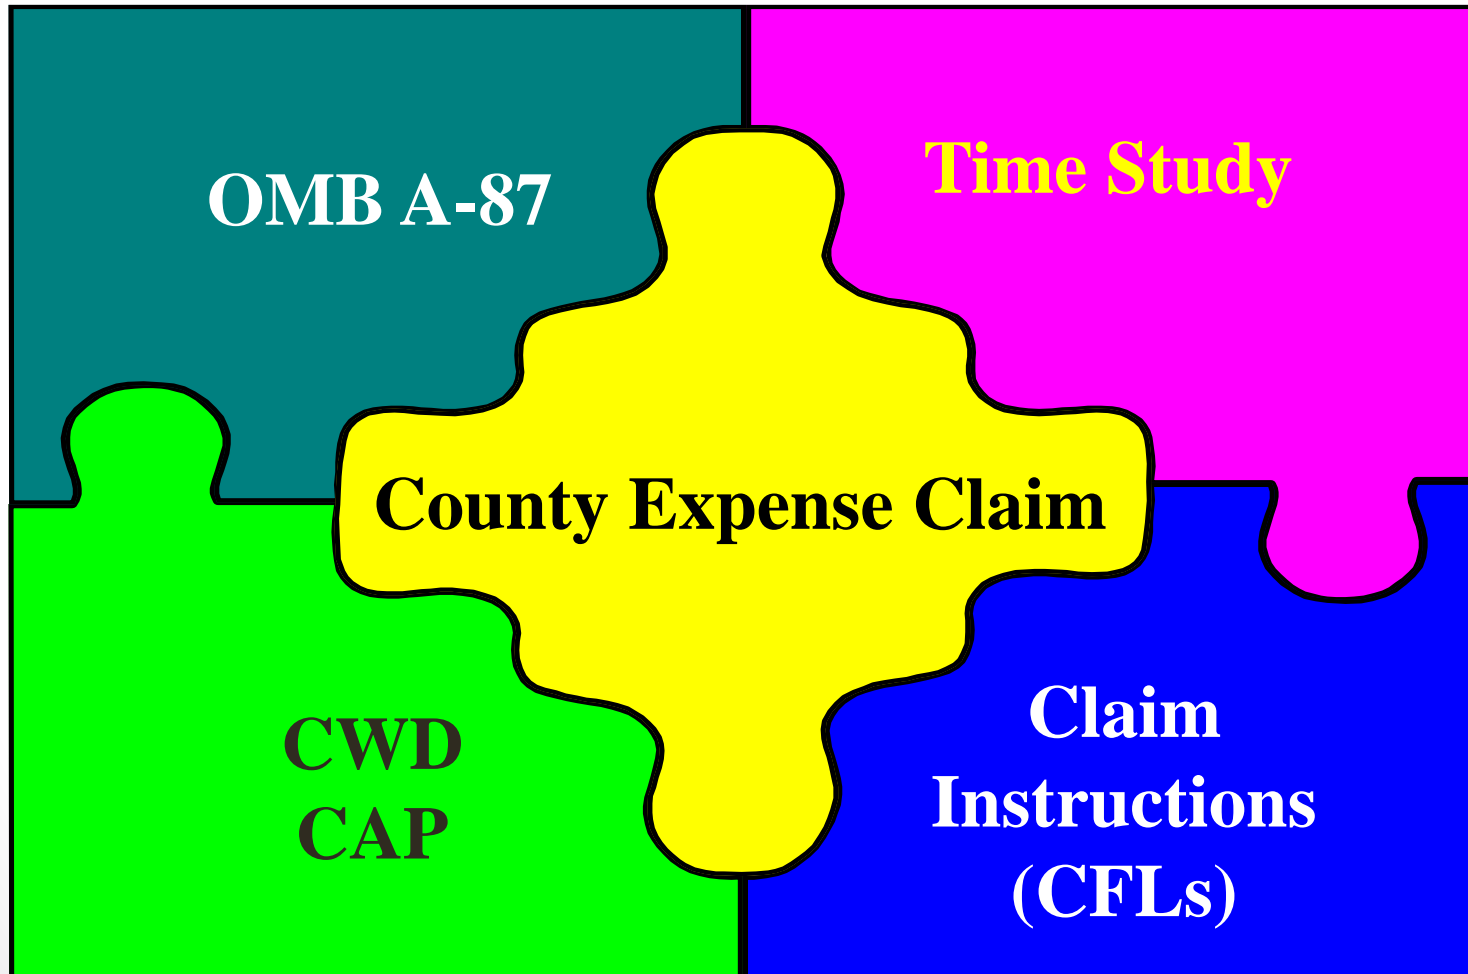 OMB A-87
Time Study
County Expense Claim
CWD
CAP
Claim
Instructions
(CFLs)